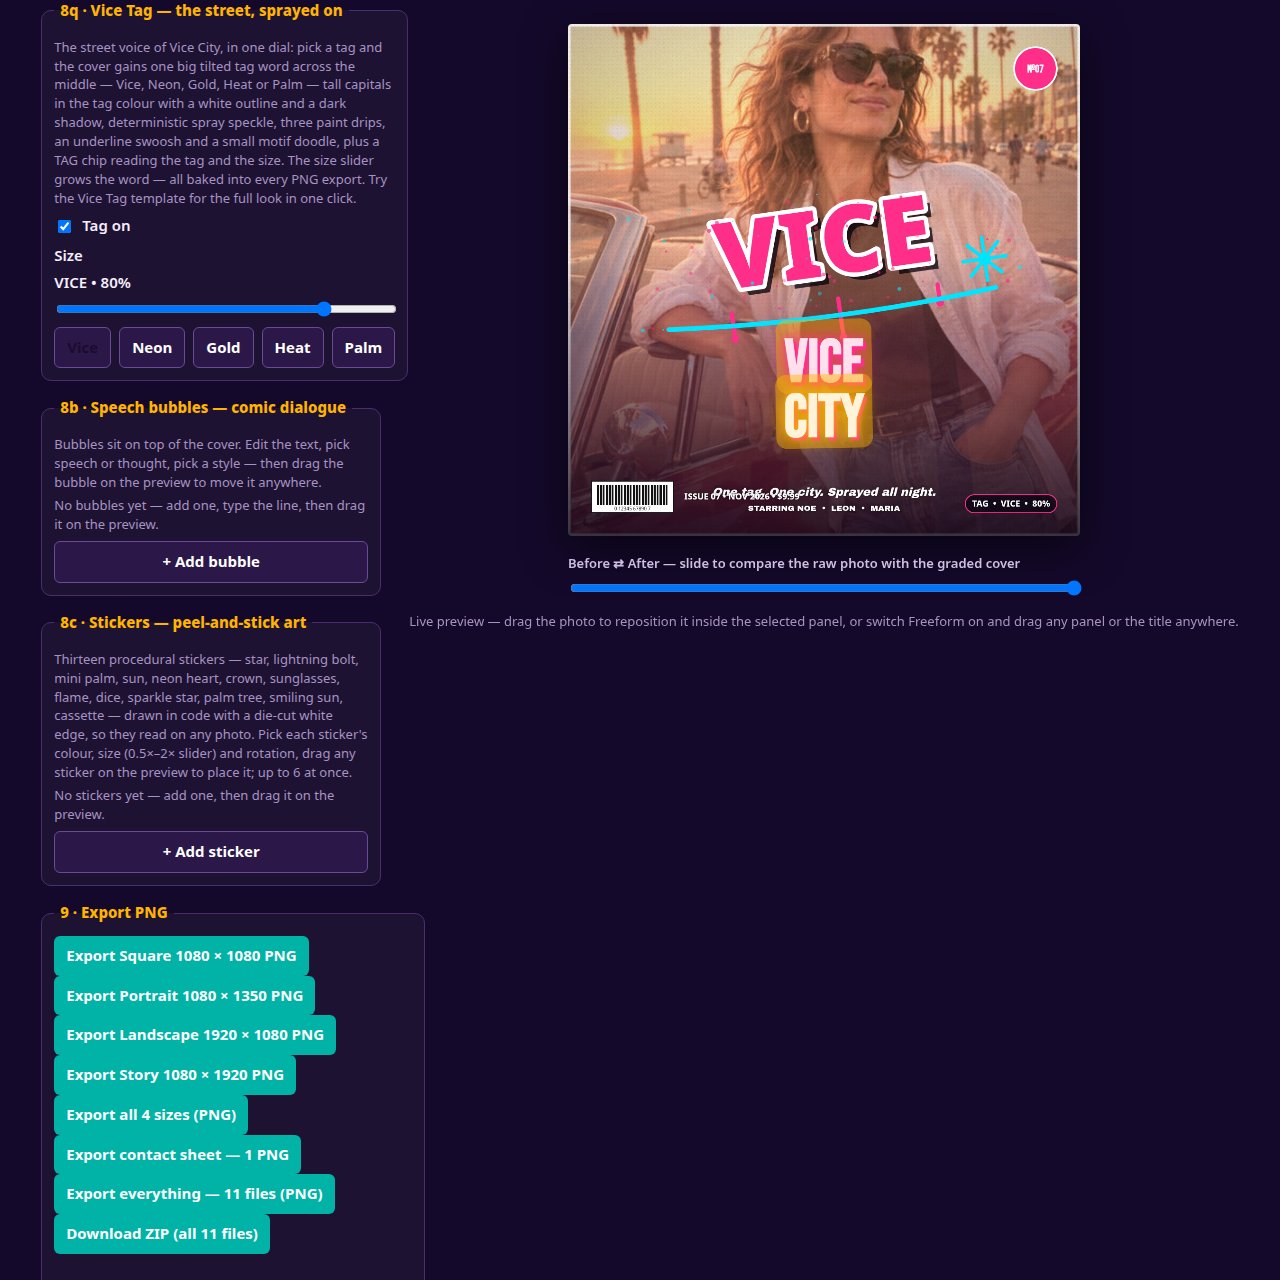 8q · Vice Tag — the street, sprayed on
The street voice of Vice City, in one dial: pick a tag and
the cover gains one big tilted tag word across the
middle — Vice, Neon, Gold, Heat or Palm — tall capitals
in the tag colour with a white outline and a dark
shadow, deterministic spray speckle, three paint drips,
an underline swoosh and a small motif doodle, plus a
TAG chip reading the tag and the size. The size slider
grows the word — all baked into every PNG export. Try
the Vice Tag template for the full look in one click.
Tag on
Size
VICE • 80%
Vice
Neon
Gold
Heat
Palm
8b · Speech bubbles — comic dialogue
Bubbles sit on top of the cover. Edit the text, pick
speech or thought, pick a style — then drag the
bubble on the preview to move it anywhere.
No bubbles yet — add one, type the line, then drag
it on the preview.
+ Add bubble
8c · Stickers — peel-and-stick art
Thirteen procedural stickers — star, lightning bolt,
mini palm, sun, neon heart, crown, sunglasses,
flame, dice, sparkle star, palm tree, smiling sun,
cassette — drawn in code with a die-cut white
edge, so they read on any photo. Pick each sticker's
colour, size (0.5×–2× slider) and rotation, drag any
sticker on the preview to place it; up to 6 at once.
No stickers yet — add one, then drag it on the
preview.
+ Add sticker
9 · Export PNG
Export Square 1080 × 1080 PNG
Export Portrait 1080 × 1350 PNG
Export Landscape 1920 × 1080 PNG
Export Story 1080 × 1920 PNG
Export all 4 sizes (PNG)
Export contact sheet — 1 PNG
Export everything — 11 files (PNG)
Download ZIP (all 11 files)
Nº07
VICE
VICE
CITY
One tag. One city. Sprayed all night.
ISSUE 07 • NOV 2026 •
STARRING NOE • LEON • MARIA
TAG • VICE • 80%
Before ⇄ After — slide to compare the raw photo with the graded cover
Live preview — drag the photo to reposition it inside the selected panel, or switch Freeform on and drag any panel or the title anywhere.